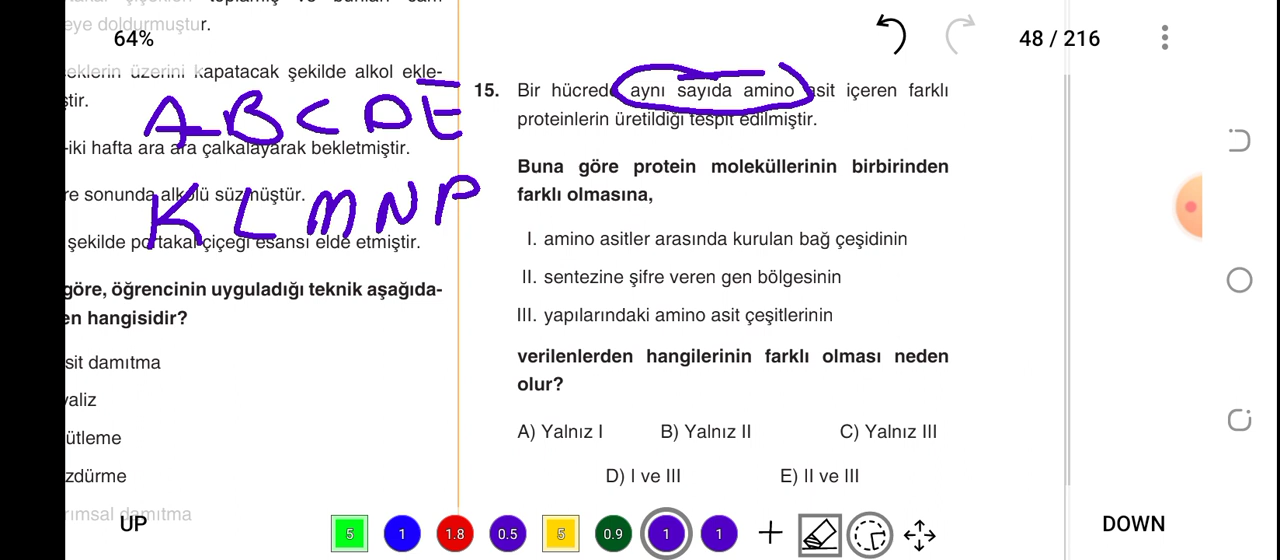 64%
48 / 216
eye doldurmuştur.
eklerin üzerini kapatacak şekilde alkol ekle-
ştir.
-iki hafta ara ara çalkalayarak bekletmiştir.
re sonunda alkolü süzmüştür.
şekilde portakal çiçeği esansı elde etmiştir.
A B C D E
K L M N P
göre, öğrencinin uyguladığı teknik aşağıda-
en hangisidir?
sit damıtma
yaliz
ütleme
zdürme
rımsal damıtma
15. Bir hücrede aynı sayıda amino asit içeren farklı
proteinlerin üretildiği tespit edilmiştir.
Buna göre protein moleküllerinin birbirinden
farklı olmasına,
I. amino asitler arasında kurulan bağ çeşidinin
II. sentezine şifre veren gen bölgesinin
III. yapılarındaki amino asit çeşitlerinin
verilenlerden hangilerinin farklı olması neden
olur?
A) Yalnız I B) Yalnız II C) Yalnız III
D) I ve III E) II ve III
UP
5 1 1.8 0.5 5 0.9 1 1
DOWN